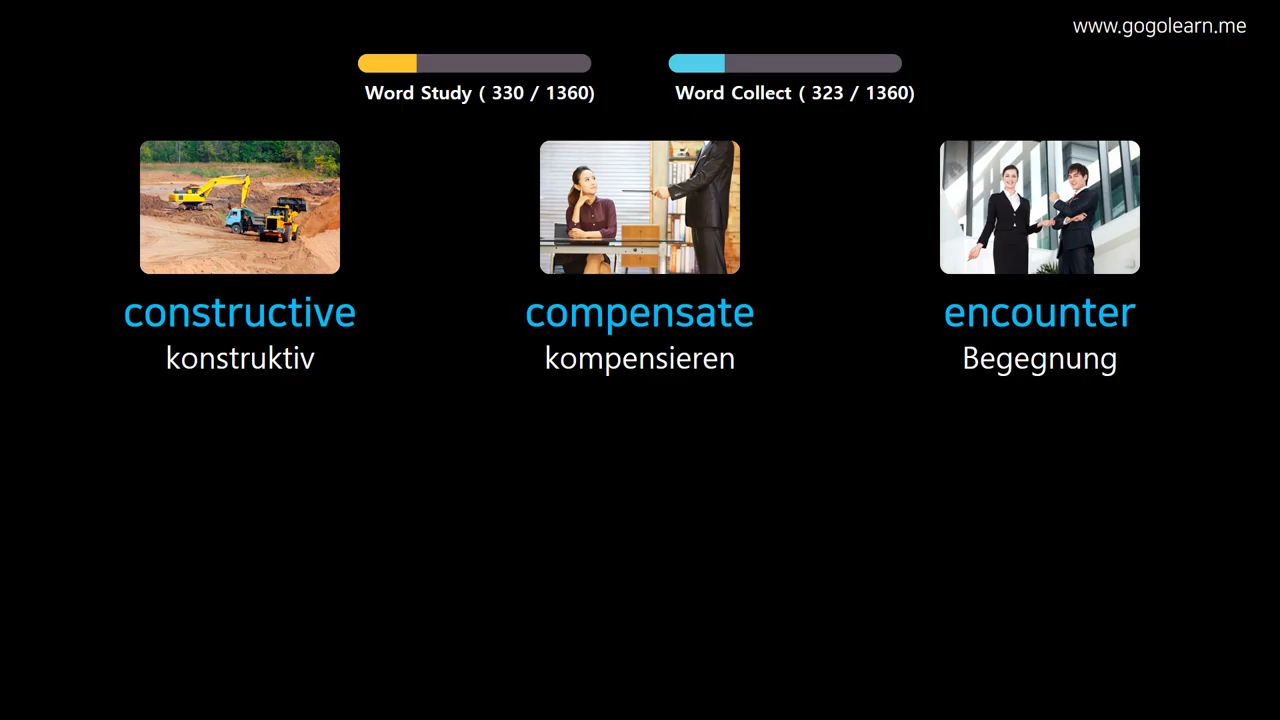 www.gogolearn.me
Word Study ( 330 / 1360)
Word Collect ( 323 / 1360)
constructive
konstruktiv
compensate
kompensieren
encounter
Begegnung